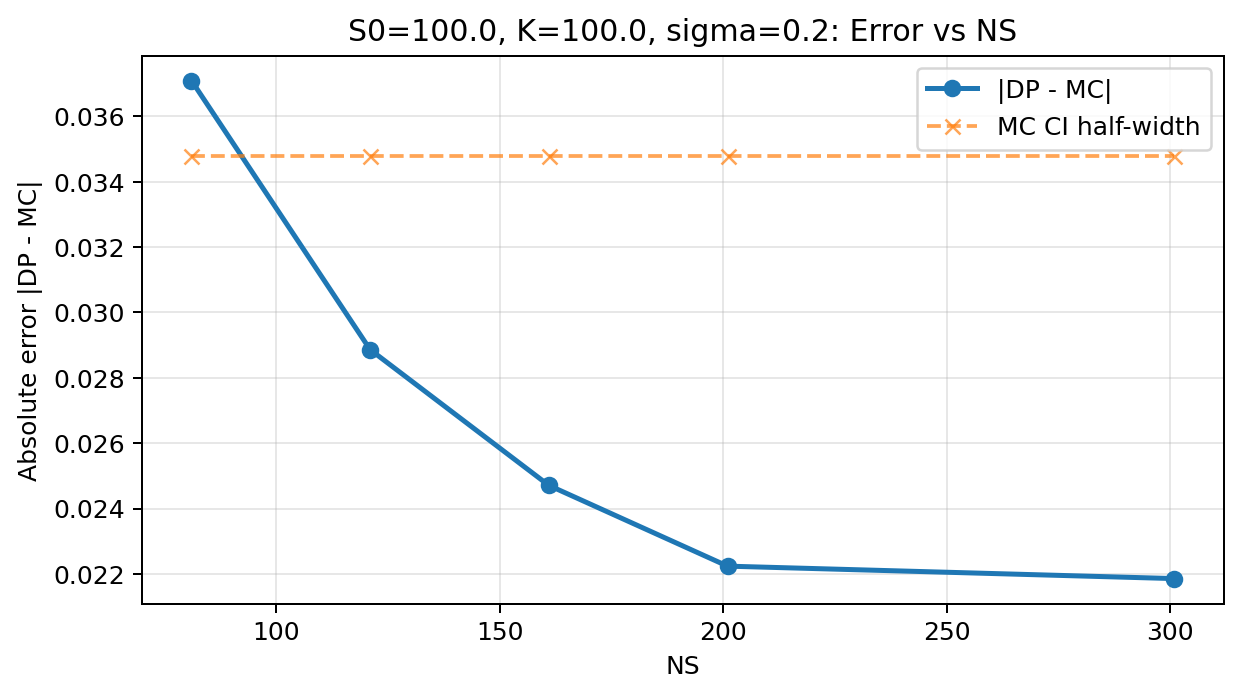 S0=100.0, K=100.0, sigma=0.2: Error vs NS
|DP - MC|
MC CI half-width
Absolute error |DP - MC|
0.036
0.034
0.032
0.030
0.028
0.026
0.024
0.022
100 150 200 250 300
NS